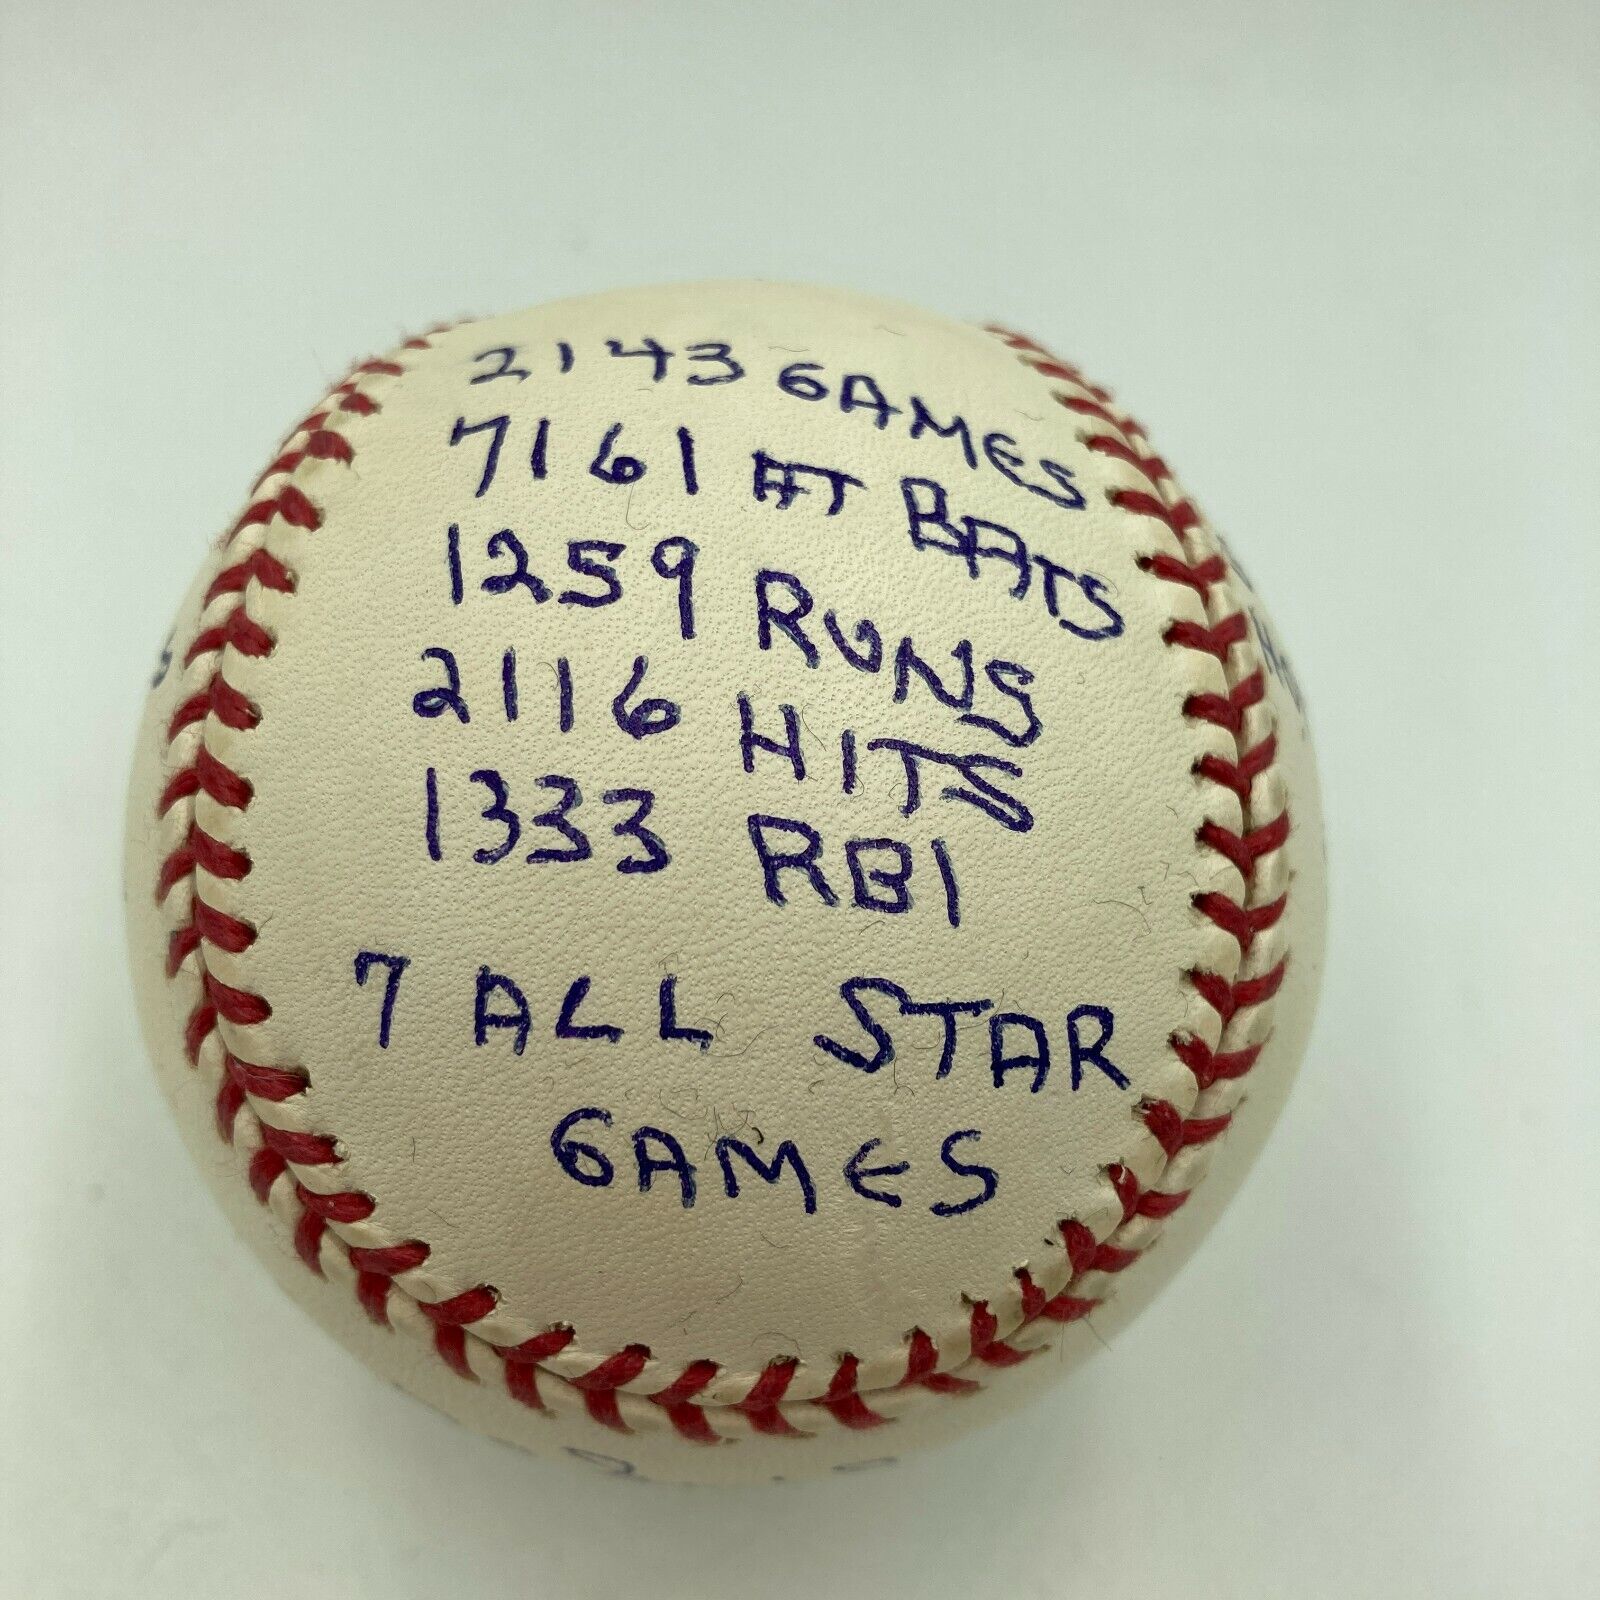 2143 GAMES
7161 AT BATS
1259 RUNS
2116 HITS
1333 RBI
7 ALL STAR
GAMES